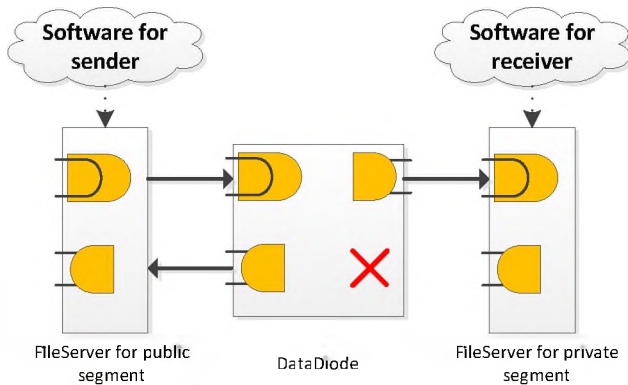 Software for
sender
Software for
receiver
FileServer for public
segment
DataDiode
FileServer for private
segment